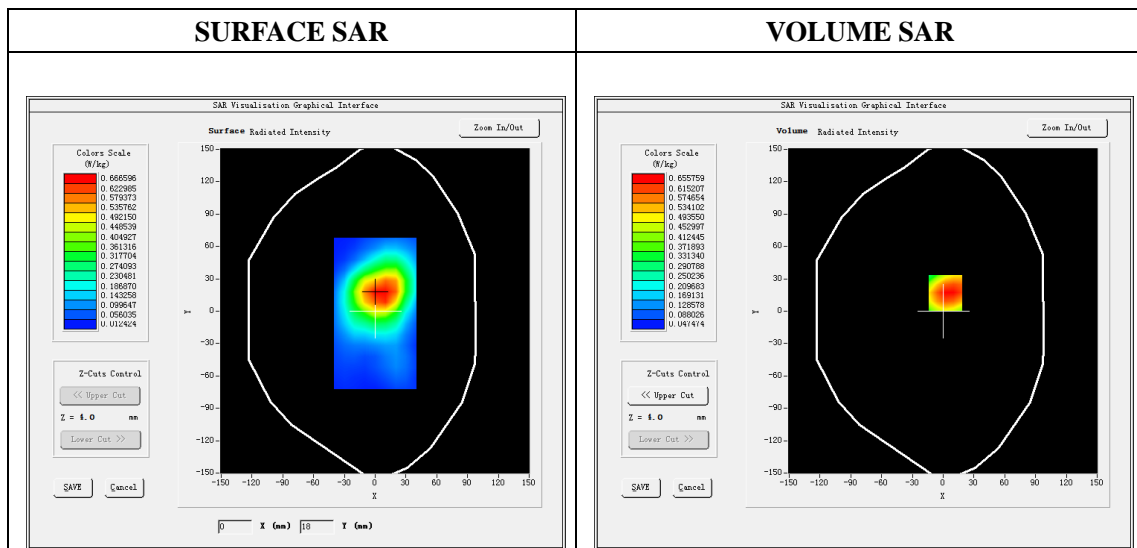 SURFACE SAR
VOLUME SAR
SAR Visualisation Graphical Interface
Surface Radiated Intensity
Zoom In/Out
Colors Scale
(W/kg)
0.666596
0.622985
0.579373
0.535762
0.492150
0.448539
0.404927
0.361316
0.317704
0.274093
0.230481
0.186870
0.143258
0.099647
0.056035
0.012424
150
120
90
60
30
0
-30
-60
-90
-120
-150
Y
-150 -120 -90 -60 -30 0 30 60 90 120 150
X
Z-Cuts Control
<< Upper Cut
Z = 4.0 mm
Lower Cut >>
SAVE Cancel
0 X (mm) 18 Y (mm)
SAR Visualisation Graphical Interface
Volume Radiated Intensity
Zoom In/Out
Colors Scale
(W/kg)
0.655759
0.615207
0.574654
0.534102
0.493550
0.452997
0.412445
0.371893
0.331340
0.290788
0.250236
0.209683
0.169131
0.128578
0.088026
0.047474
150
120
90
60
30
0
-30
-60
-90
-120
-150
Y
-150 -120 -90 -60 -30 0 30 60 90 120 150
X
Z-Cuts Control
<< Upper Cut
Z = 4.0 mm
Lower Cut >>
SAVE Cancel